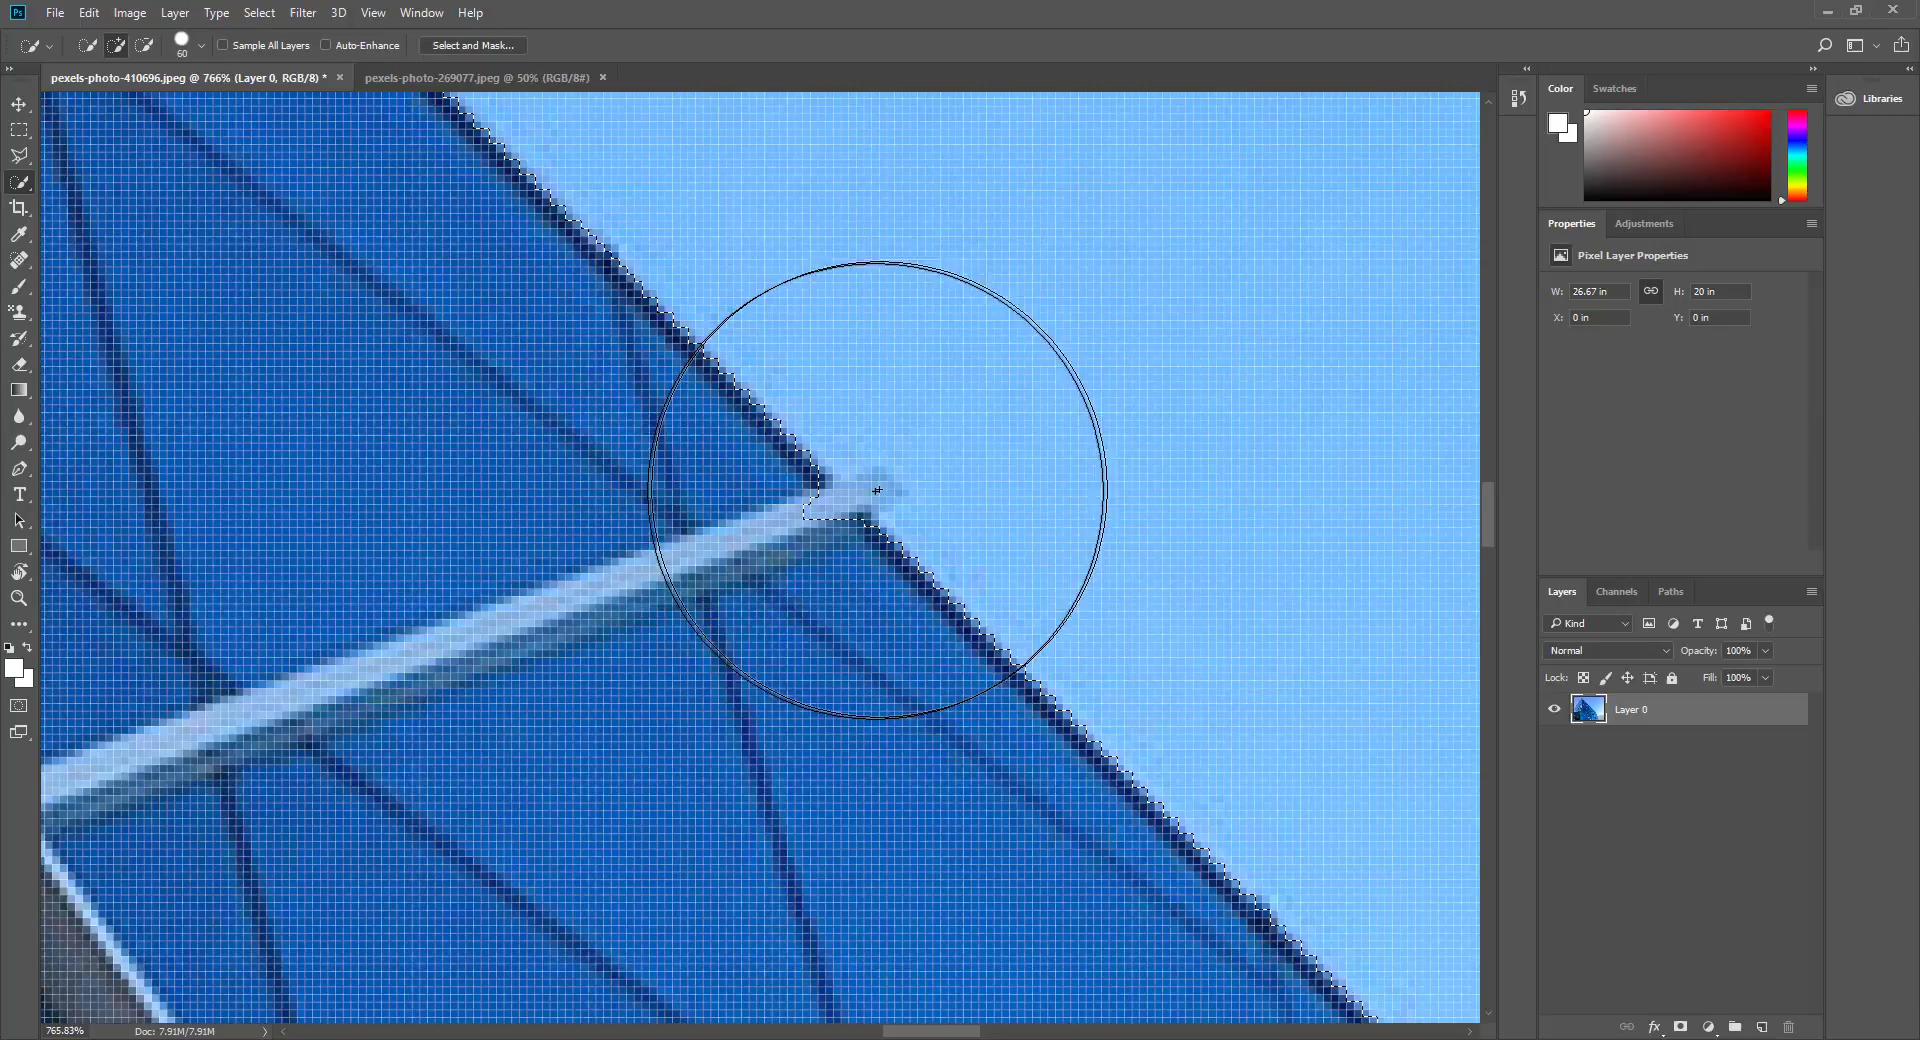 Ps File Edit Image Layer Type Select Filter 3D View Window Help
60 Sample All Layers Auto-Enhance Select and Mask...
pexels-photo-410696.jpeg @ 766% (Layer 0, RGB/8) * × pexels-photo-269077.jpeg @ 50% (RGB/8#) ×
Color Swatches
Libraries
Properties Adjustments
Pixel Layer Properties
W: 26.67 in H: 20 in
X: 0 in Y: 0 in
Layers Channels Paths
Kind
Normal Opacity: 100%
Lock: Fill: 100%
Layer 0
765.83% Doc: 7.91M/7.91M